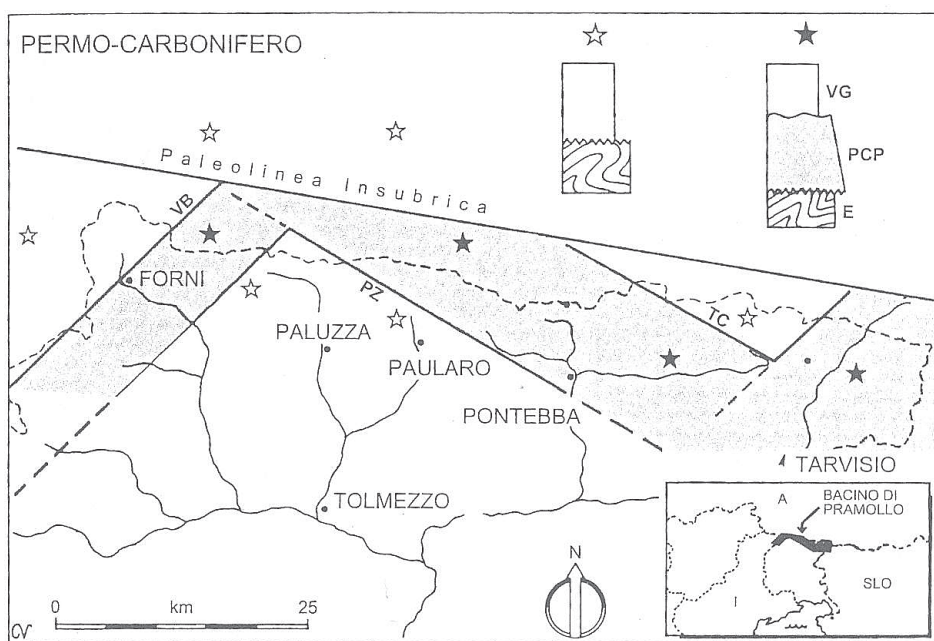 PERMO-CARBONIFERO
VG
PCP
E
Paleolinea Insubrica
VB
FORNI
PZ
TC
PALUZZA
PAULARO
PONTEBBA
TARVISIO
TOLMEZZO
A
BACINO DI
PRAMOLLO
SLO
I
N
0 km 25